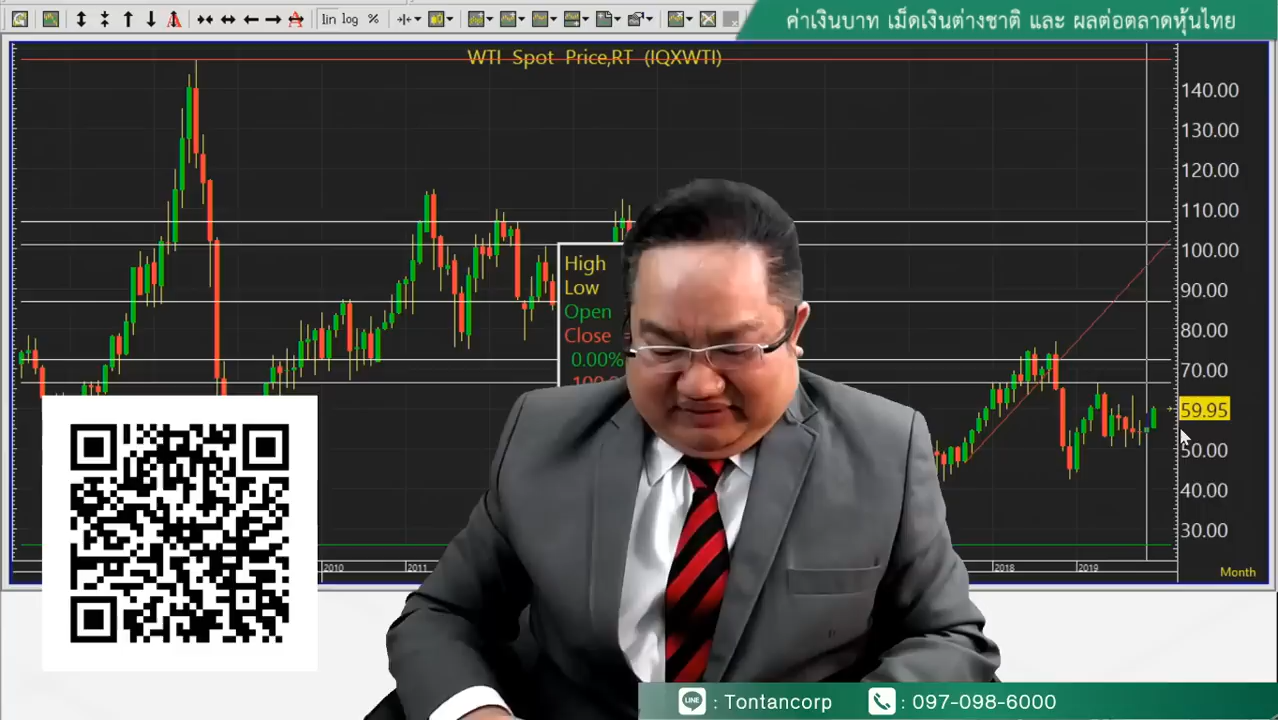 lin log %
ค่าเงินบาท เม็ดเงินต่างชาติ และ ผลต่อตลาดหุ้นไทย
WTI Spot Price,RT (IQXWTI)
140.00
130.00
120.00
110.00
100.00
90.00
80.00
70.00
59.95
50.00
40.00
30.00
High
Low
Open
Close =
0.00%
2010 2011 2018 2019
Month
LINE : Tontancorp : 097-098-6000